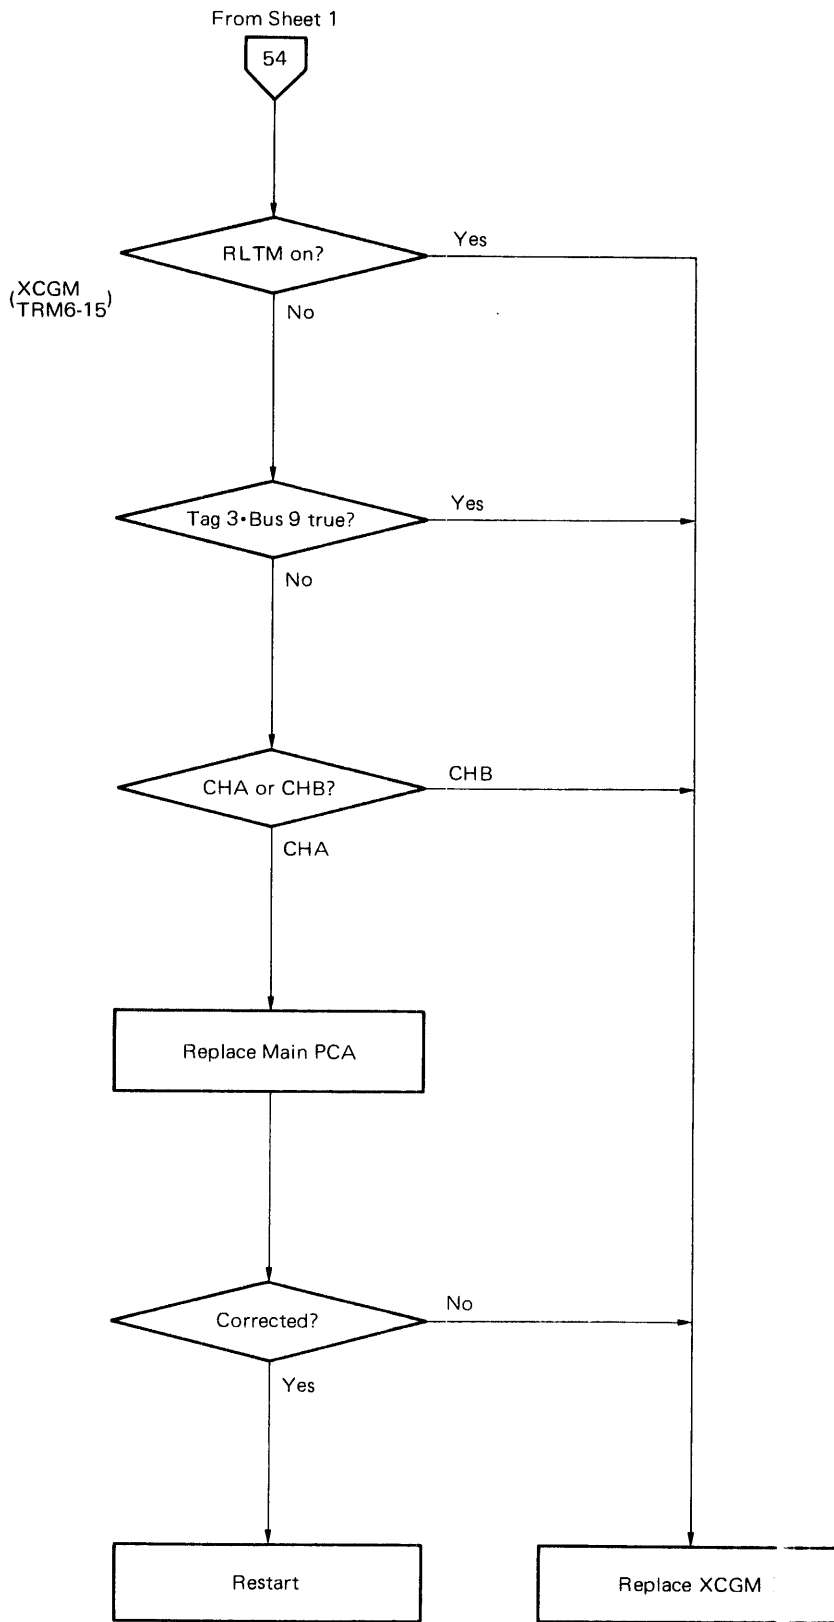 From Sheet 1
54
RLTM on?
Yes
(XCGM
TRM6-15)
No
Tag 3•Bus 9 true?
Yes
No
CHA or CHB?
CHB
CHA
Replace Main PCA
Corrected?
No
Yes
Restart
Replace XCGM